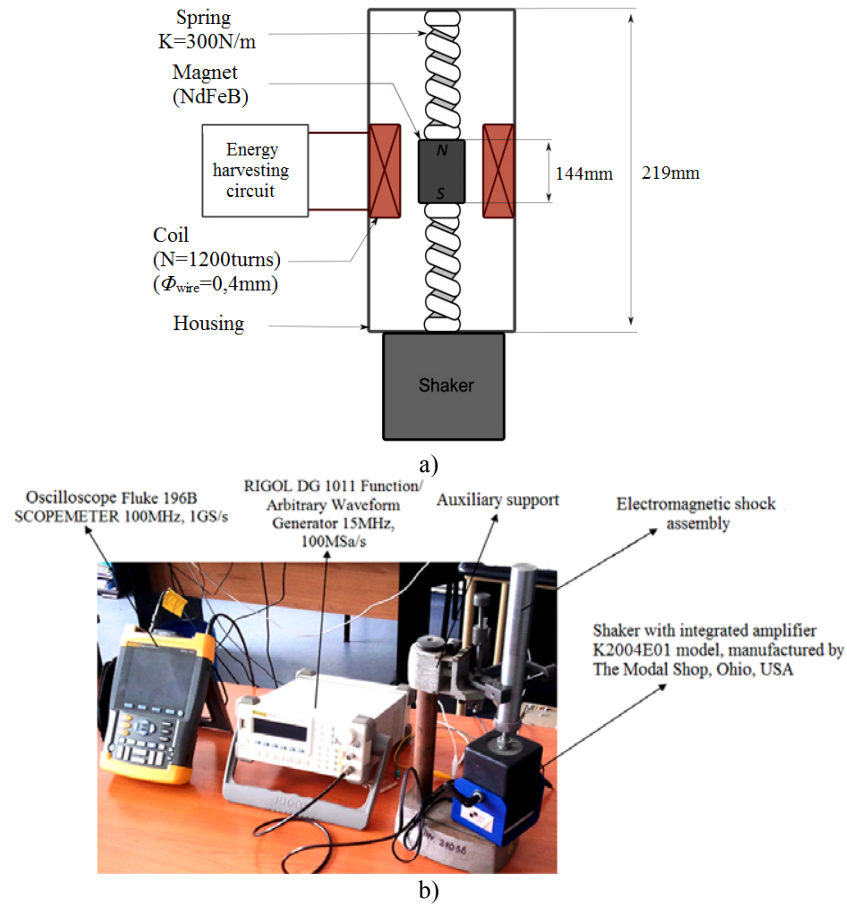 Spring
K=300N/m
Magnet
(NdFeB)
N
S
Energy
harvesting
circuit
144mm
219mm
Coil
(N=1200turns)
(Φwire=0,4mm)
Housing
Shaker
a)
Oscilloscope Fluke 196B
SCOPEMETER 100MHz, 1GS/s
RIGOL DG 1011 Function/
Arbitrary Waveform
Generator 15MHz,
100MSa/s
Auxiliary support
Electromagnetic shock
assembly
Shaker with integrated amplifier
K2004E01 model, manufactured by
The Modal Shop, Ohio, USA
RIGOL
b)